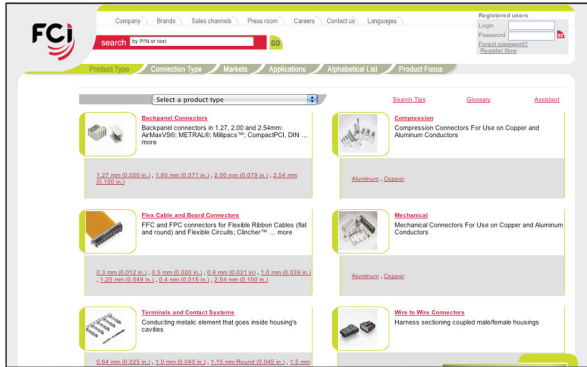 Company Brands Sales channels Press room Careers Contact us Languages
Registered users
Login
Password
Forgot password?
Register Now
FCi
search by P/N or text GO
Product Type Connection Type Markets Applications Alphabetical List Product Focus
Select a product type
Search Tips Glossary Assistant
Backpanel Connectors
Backpanel connectors in 1.27, 2.00 and 2.54mm:
AirMaxVS®; METRAL®; Millipacs™; CompactPCI, DIN ...
more
1.27 mm (0.050 in.) , 1.80 mm (0.071 in.) , 2.00 mm (0.079 in.) , 2.54 mm
(0.100 in.)
Compression
Compression Connectors For Use on Copper and
Aluminum Conductors
Aluminum , Copper
Flex Cable and Board Connectors
FFC and FPC connectors for Flexible Ribbon Cables (flat
and round) and Flexible Circuits; Clincher™ ... more
0.3 mm (0.012 in.) , 0.5 mm (0.020 in.) , 0.8 mm (0.031 in) , 1.0 mm (0.039 in.)
, 1.25 mm (0.049 in.) , 0.4 mm (0.015 in.) , 2.54 mm (0.100 in.)
Mechanical
Mechanical Connectors For Use on Copper and Aluminum
Conductors
Aluminum , Copper
Terminals and Contact Systems
Conducting metalic element that goes inside housing's
cavities
0.64 mm (0.025 in.) , 1.0 mm (0.040 in.) , 1.15 mm Round (0.045 in.) , 1.5 mm
Wire to Wire Connectors
Harness sectioning coupled male/female housings